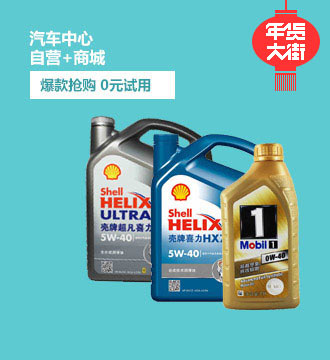 年货
大街
汽车中心
自营+商城
爆款抢购 0元试用
Shell
HELIX
ULTRA
5W-40
壳牌超凡喜力
Shell
HELIX
壳牌喜力HX7
5W-40
1
Mobil 1
0W-40